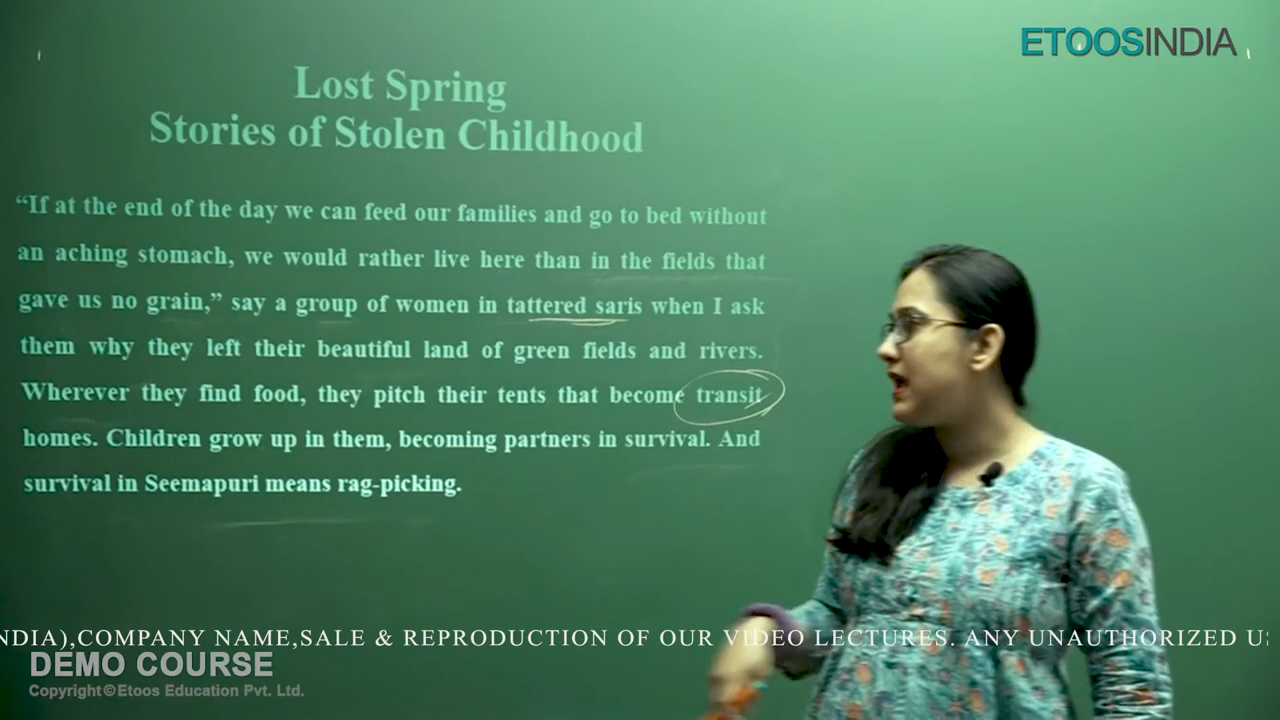 ETOOSINDIA
Lost Spring
Stories of Stolen Childhood
“If at the end of the day we can feed our families and go to bed without
an aching stomach, we would rather live here than in the fields that
gave us no grain,” say a group of women in tattered saris when I ask
them why they left their beautiful land of green fields and rivers.
Wherever they find food, they pitch their tents that become transit
homes. Children grow up in them, becoming partners in survival. And
survival in Seemapuri means rag-picking.
NDIA),COMPANY NAME,SALE & REPRODUCTION OF OUR VIDEO LECTURES. ANY UNAUTHORIZED U
DEMO COURSE
Copyright©Etoos Education Pvt. Ltd.